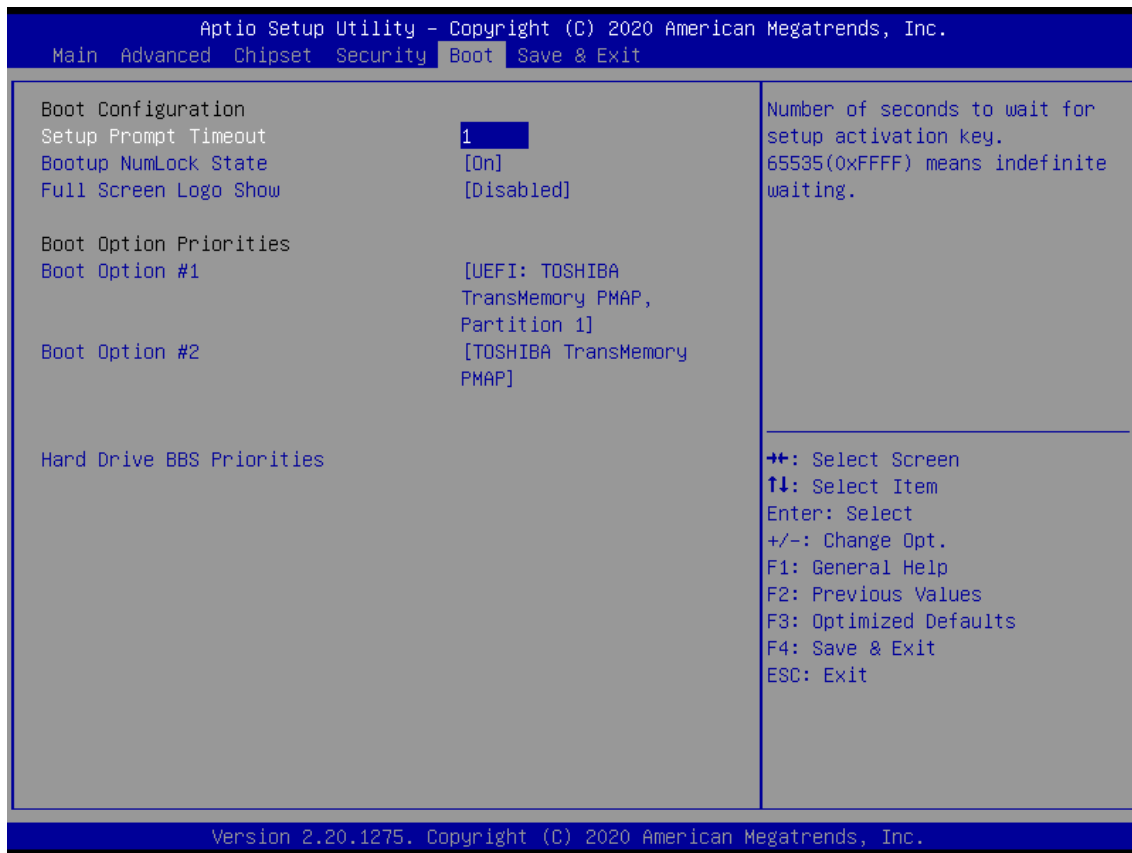 Aptio Setup Utility – Copyright (C) 2020 American Megatrends, Inc.
Main Advanced Chipset Security Boot Save & Exit
Boot Configuration
Setup Prompt Timeout 1
Bootup NumLock State [On]
Full Screen Logo Show [Disabled]
Boot Option Priorities
Boot Option #1 [UEFI: TOSHIBA
TransMemory PMAP,
Partition 1]
Boot Option #2 [TOSHIBA TransMemory
PMAP]
Hard Drive BBS Priorities
Number of seconds to wait for
setup activation key.
65535(0xFFFF) means indefinite
waiting.
→←: Select Screen
↑↓: Select Item
Enter: Select
+/-: Change Opt.
F1: General Help
F2: Previous Values
F3: Optimized Defaults
F4: Save & Exit
ESC: Exit
Version 2.20.1275. Copyright (C) 2020 American Megatrends, Inc.